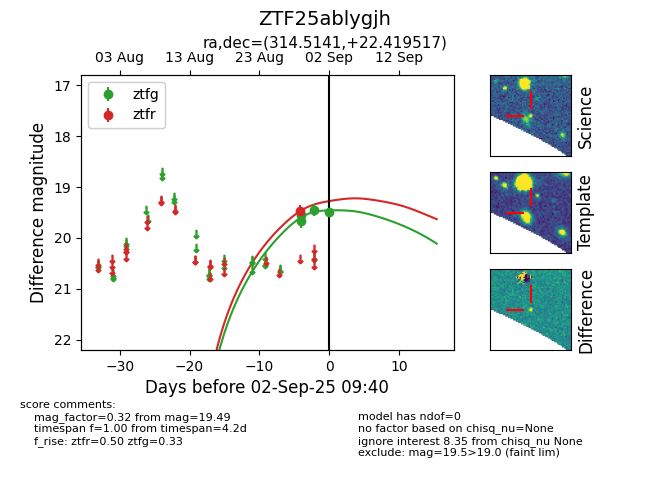 ZTF25ablygjh
ra,dec=(314.5141,+22.419517)
03 Aug 13 Aug 23 Aug 02 Sep 12 Sep
ztfg
ztfr
17
18
19
20
21
22
Difference magnitude
−30 −20 −10 0 10
Days before 02-Sep-25 09:40
Science
Template
Difference
score comments:
mag_factor=0.32 from mag=19.49
timespan f=1.00 from timespan=4.2d
f_rise: ztfr=0.50 ztfg=0.33
model has ndof=0
no factor based on chisq_nu=None
ignore interest 8.35 from chisq_nu None
exclude: mag=19.5>19.0 (faint lim)